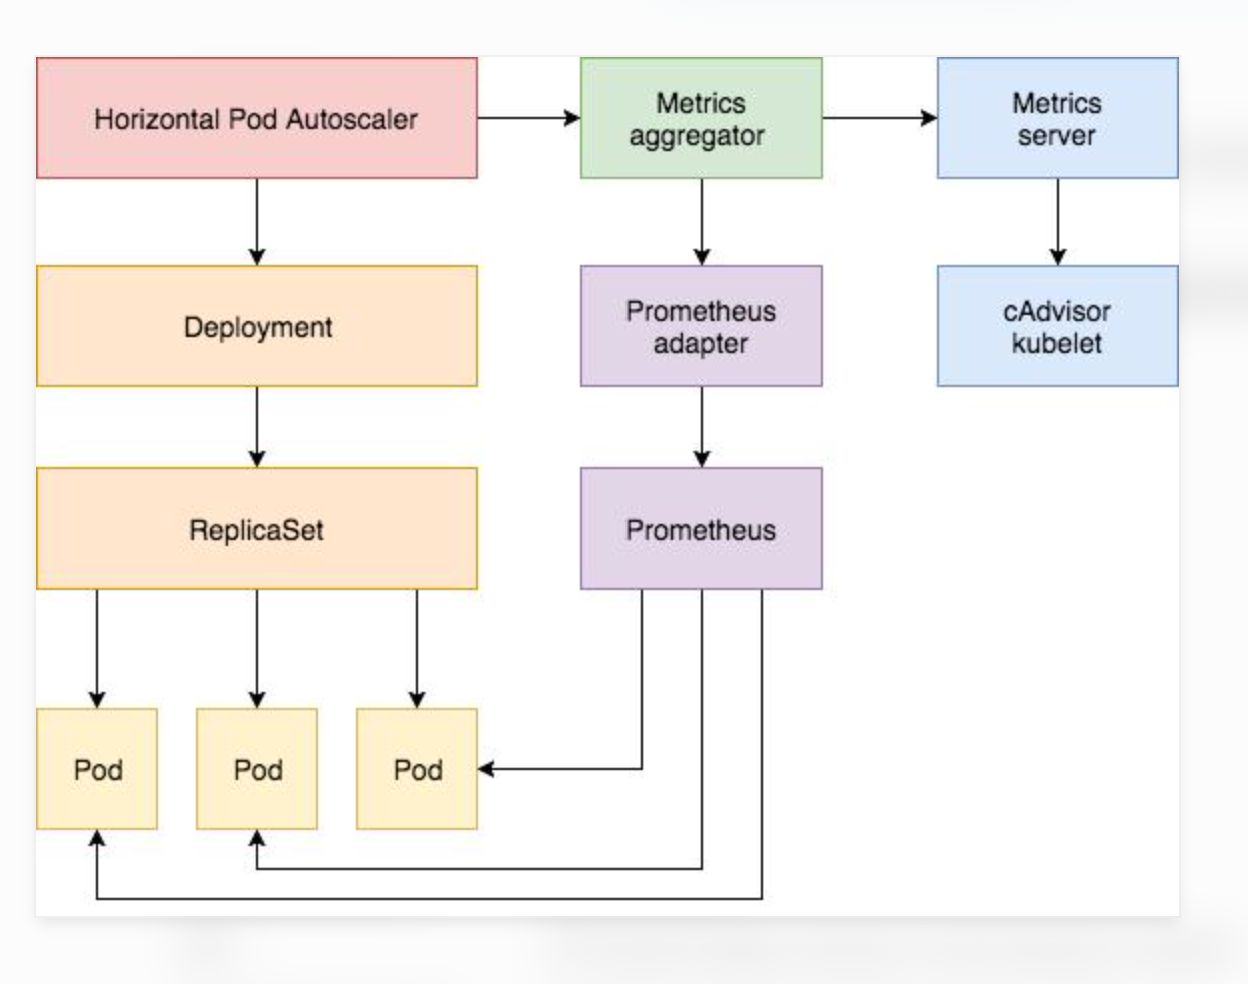 Horizontal Pod Autoscaler
Metrics
aggregator
Metrics
server
Deployment
Prometheus
adapter
cAdvisor
kubelet
ReplicaSet
Prometheus
Pod
Pod
Pod